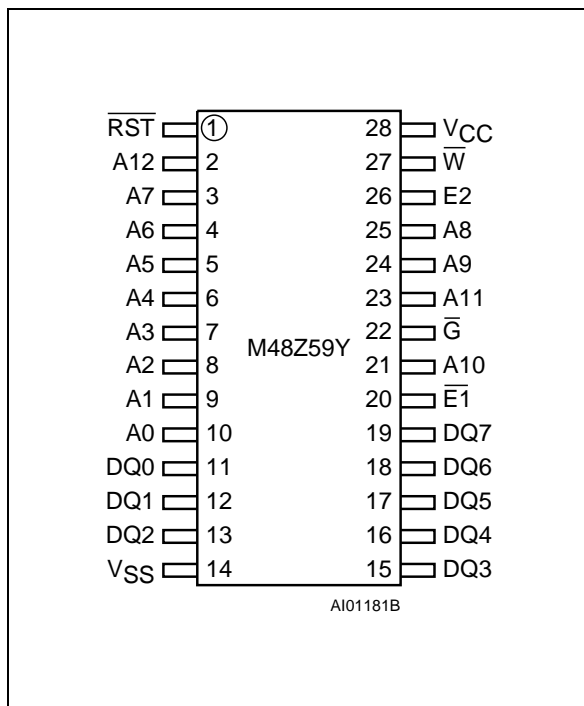 R̅S̅T̅ 1 28 VCC
A12 2 27 W̅
A7 3 26 E2
A6 4 25 A8
A5 5 24 A9
A4 6 23 A11
A3 7 22 G̅
A2 8 21 A10
A1 9 20 E̅1̅
A0 10 19 DQ7
DQ0 11 18 DQ6
DQ1 12 17 DQ5
DQ2 13 16 DQ4
VSS 14 15 DQ3
M48Z59Y
AI01181B